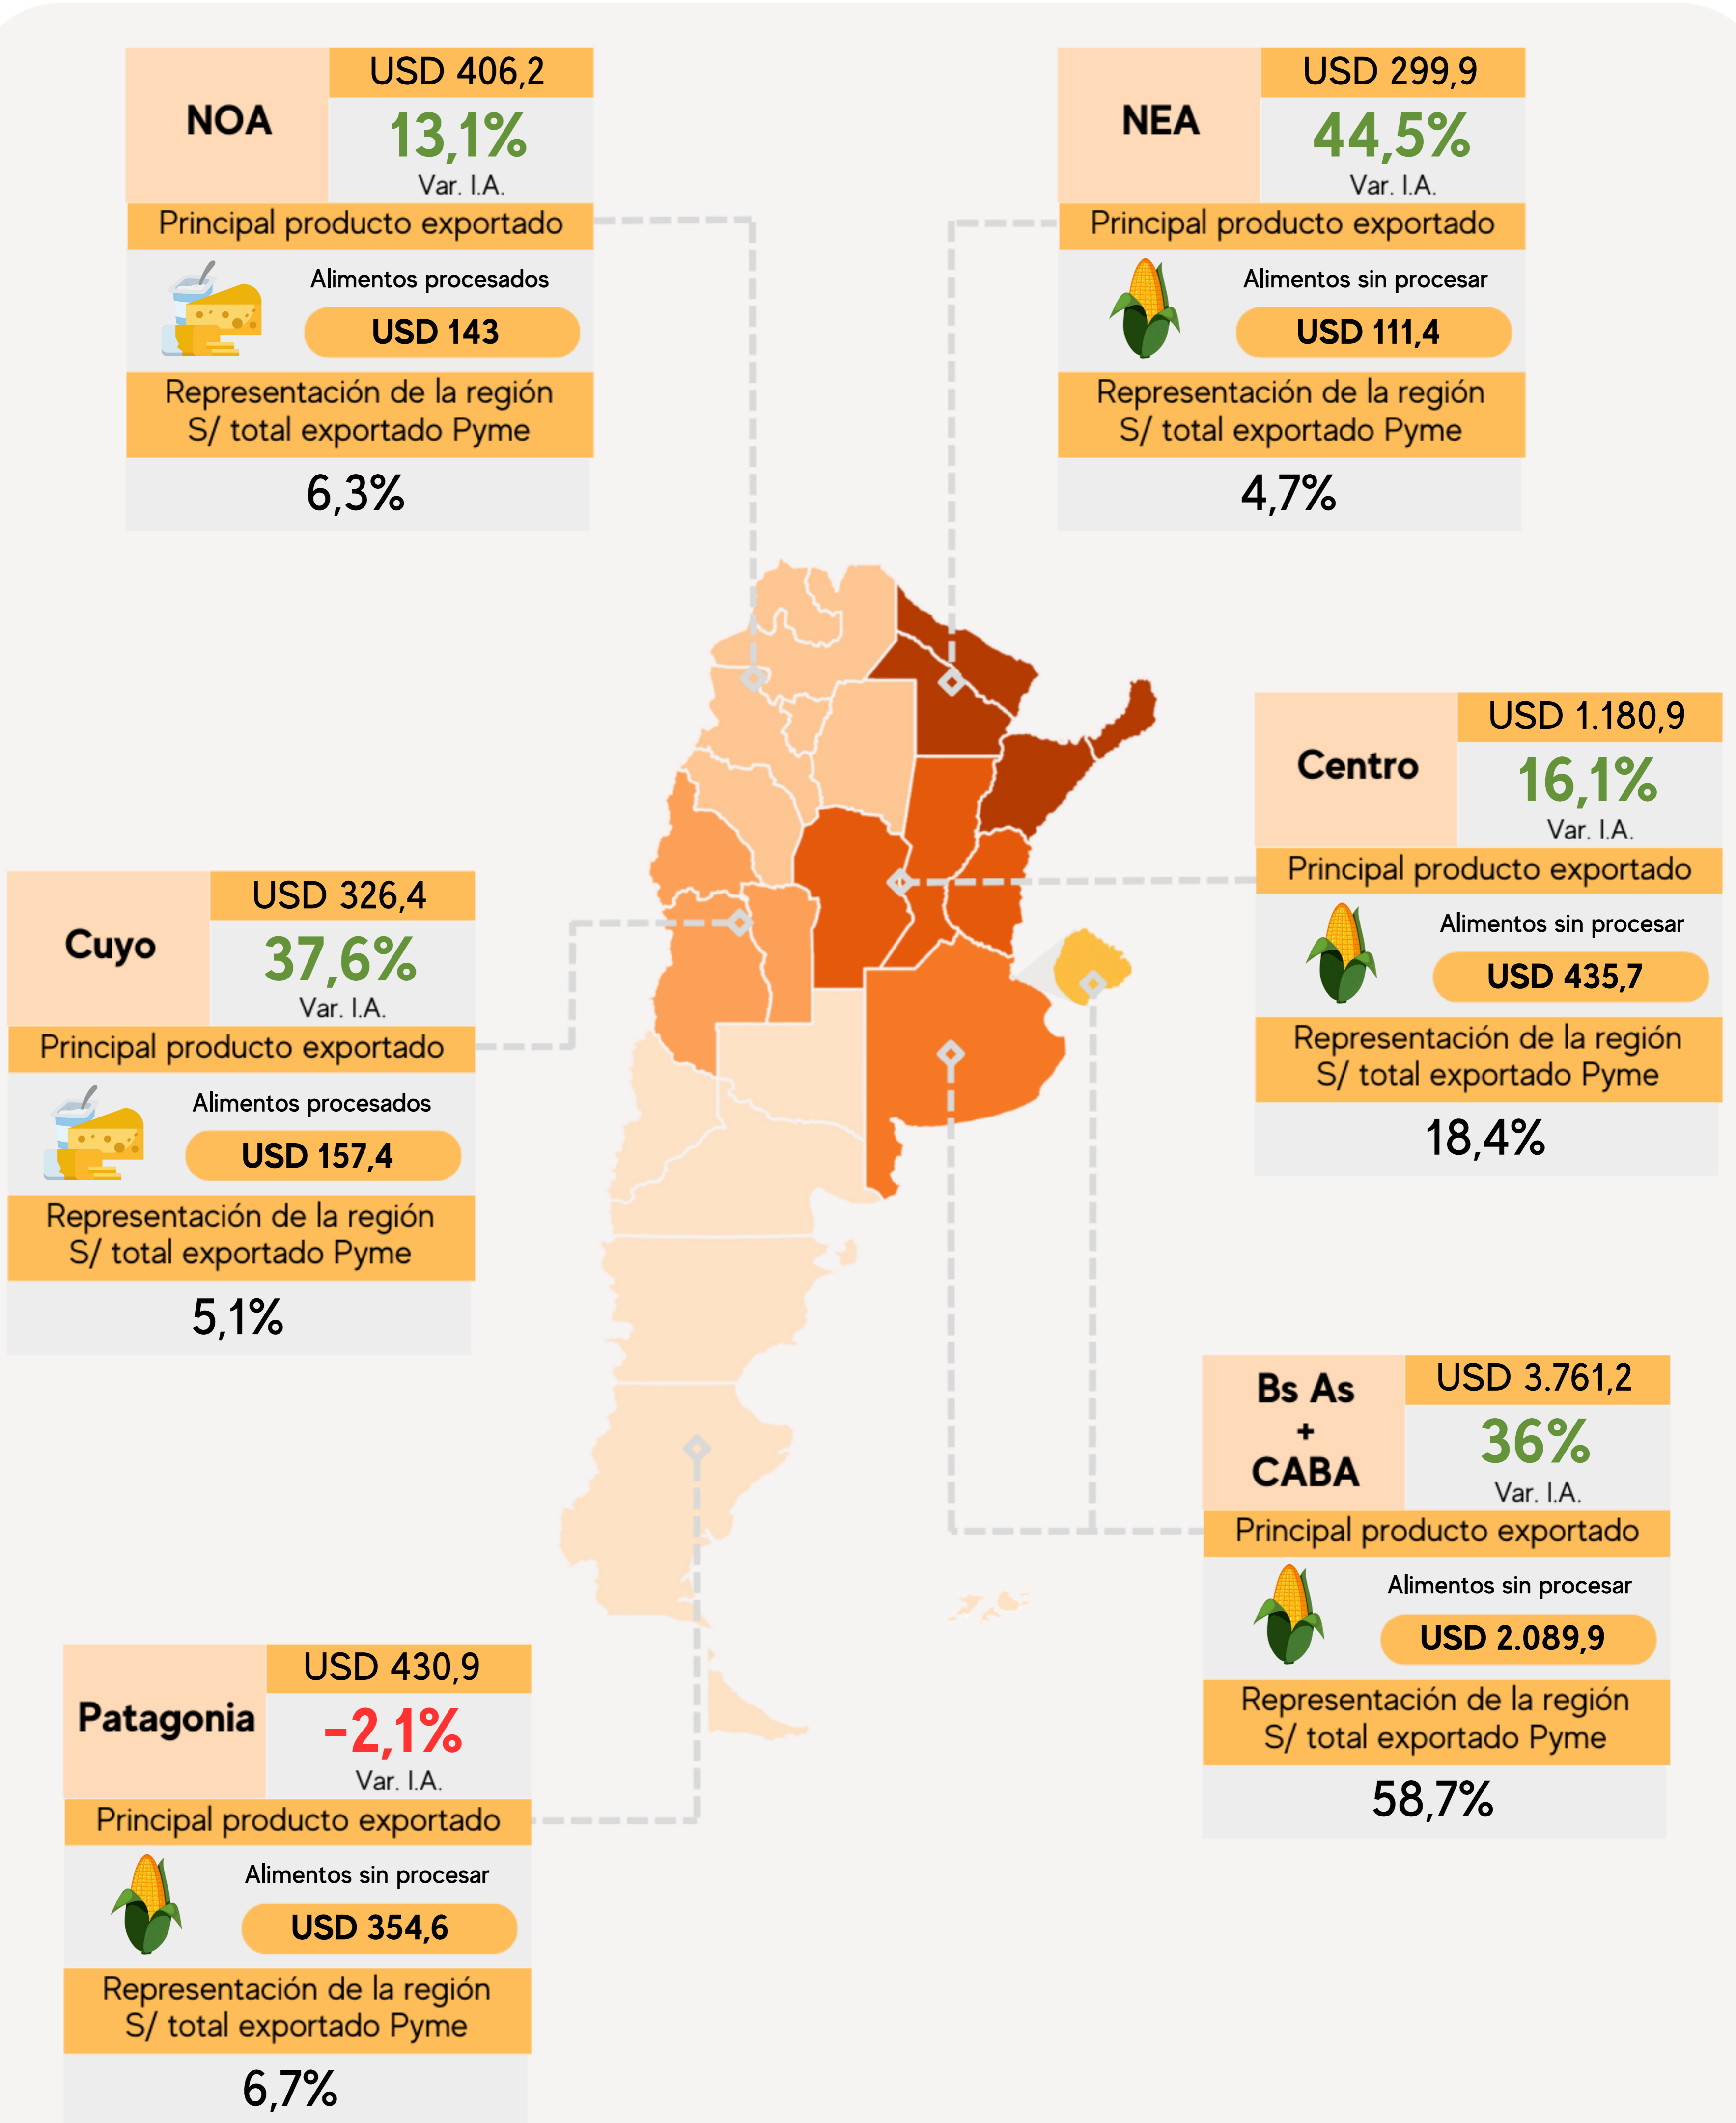 NOA
USD 406,2
13,1%
Var. I.A.
Principal producto exportado
Alimentos procesados
USD 143
Representación de la región
S/ total exportado Pyme
6,3%
NEA
USD 299,9
44,5%
Var. I.A.
Principal producto exportado
Alimentos sin procesar
USD 111,4
Representación de la región
S/ total exportado Pyme
4,7%
Centro
USD 1.180,9
16,1%
Var. I.A.
Principal producto exportado
Alimentos sin procesar
USD 435,7
Representación de la región
S/ total exportado Pyme
18,4%
Cuyo
USD 326,4
37,6%
Var. I.A.
Principal producto exportado
Alimentos procesados
USD 157,4
Representación de la región
S/ total exportado Pyme
5,1%
Bs As
+
CABA
USD 3.761,2
36%
Var. I.A.
Principal producto exportado
Alimentos sin procesar
USD 2.089,9
Representación de la región
S/ total exportado Pyme
58,7%
Patagonia
USD 430,9
-2,1%
Var. I.A.
Principal producto exportado
Alimentos sin procesar
USD 354,6
Representación de la región
S/ total exportado Pyme
6,7%